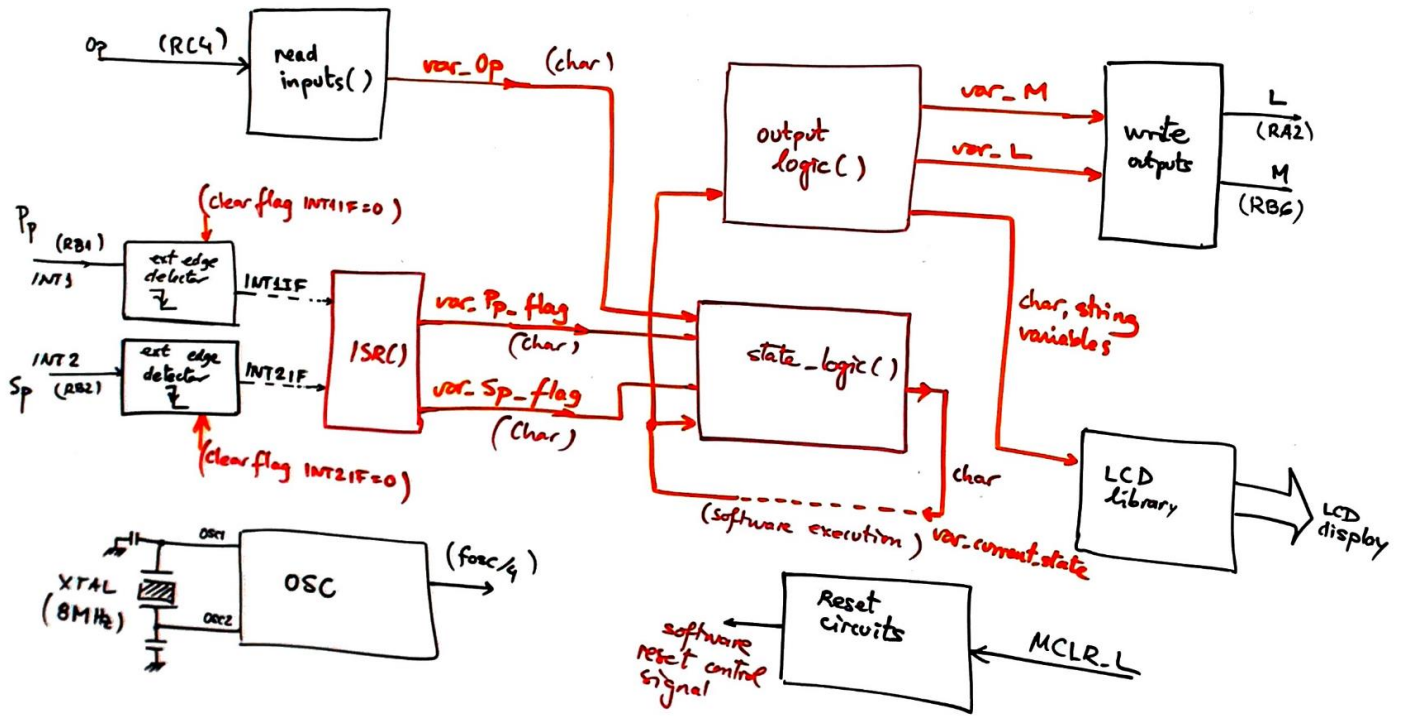 Op
(RC4)
read
inputs()
var_Op
(char)
output
logic()
var_M
var_L
write
outputs
L
(RA2)
M
(RB6)
(clear flag INT1IF=0)
Pp
(RB1)
INT1
ext edge
detector
INT1IF
INT2
Sp
(RB2)
ext edge
detector
INT2IF
(clear flag INT2IF=0)
ISR()
var_Pp_flag
(char)
var_Sp_flag
(char)
state_logic()
char, string
variables
char
(software execution)
var_current_state
LCD
library
LCD
display
XTAL
(8MHz)
OSC1
OSC2
OSC
(fosc/4)
Reset
circuits
software
reset control
signal
MCLR_L